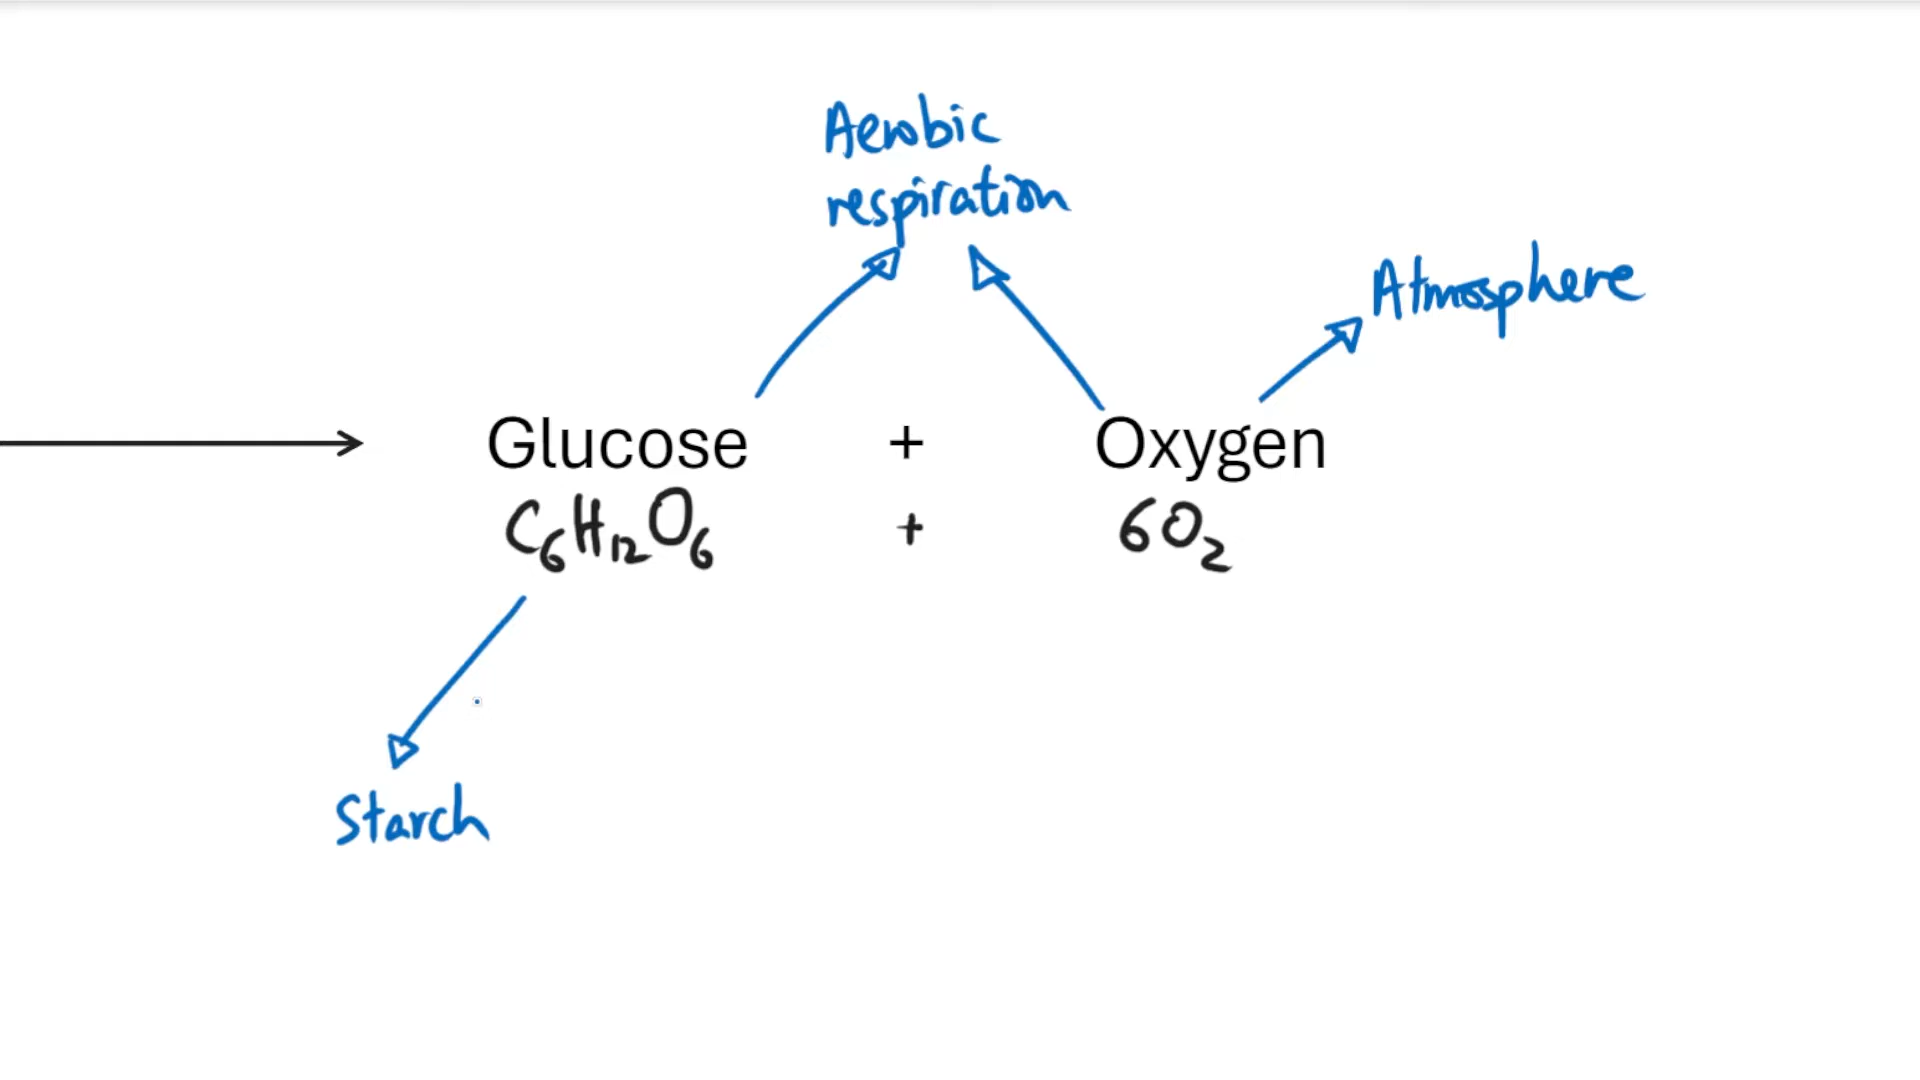 Aerobic
respiration
Atmosphere
Glucose + Oxygen
C₆H₁₂O₆ + 6O₂
Starch